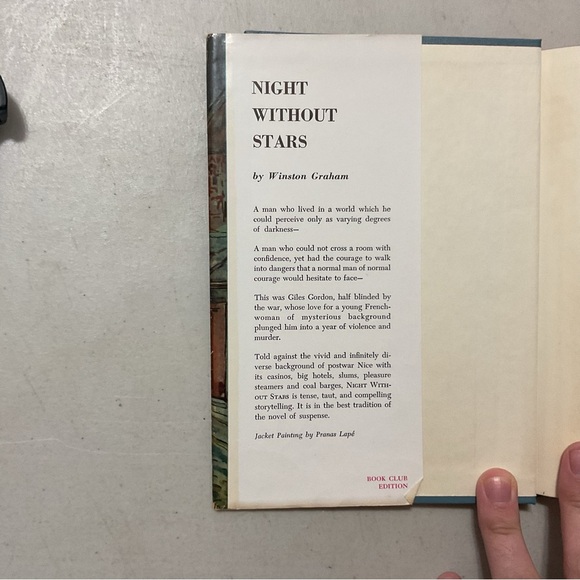 NIGHT
WITHOUT
STARS
by Winston Graham
A man who lived in a world which he
could perceive only as varying degrees
of darkness—
A man who could not cross a room with
confidence, yet had the courage to walk
into dangers that a normal man of normal
courage would hesitate to face—
This was Giles Gordon, half blinded by
the war, whose love for a young French-
woman of mysterious background
plunged him into a year of violence and
murder.
Told against the vivid and infinitely di-
verse background of postwar Nice with
its casinos, big hotels, slums, pleasure
steamers and coal barges, NIGHT WITH-
OUT STARS is tense, taut, and compelling
storytelling. It is in the best tradition of
the novel of suspense.
Jacket Painting by Pranas Lapé
BOOK CLUB
EDITION